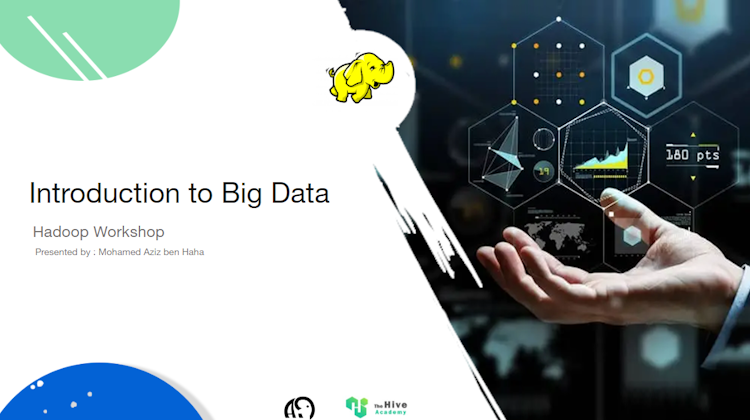 Introduction to Big Data
Hadoop Workshop
Presented by : Mohamed Aziz ben Haha
180 pts
19
The Hive
Academy